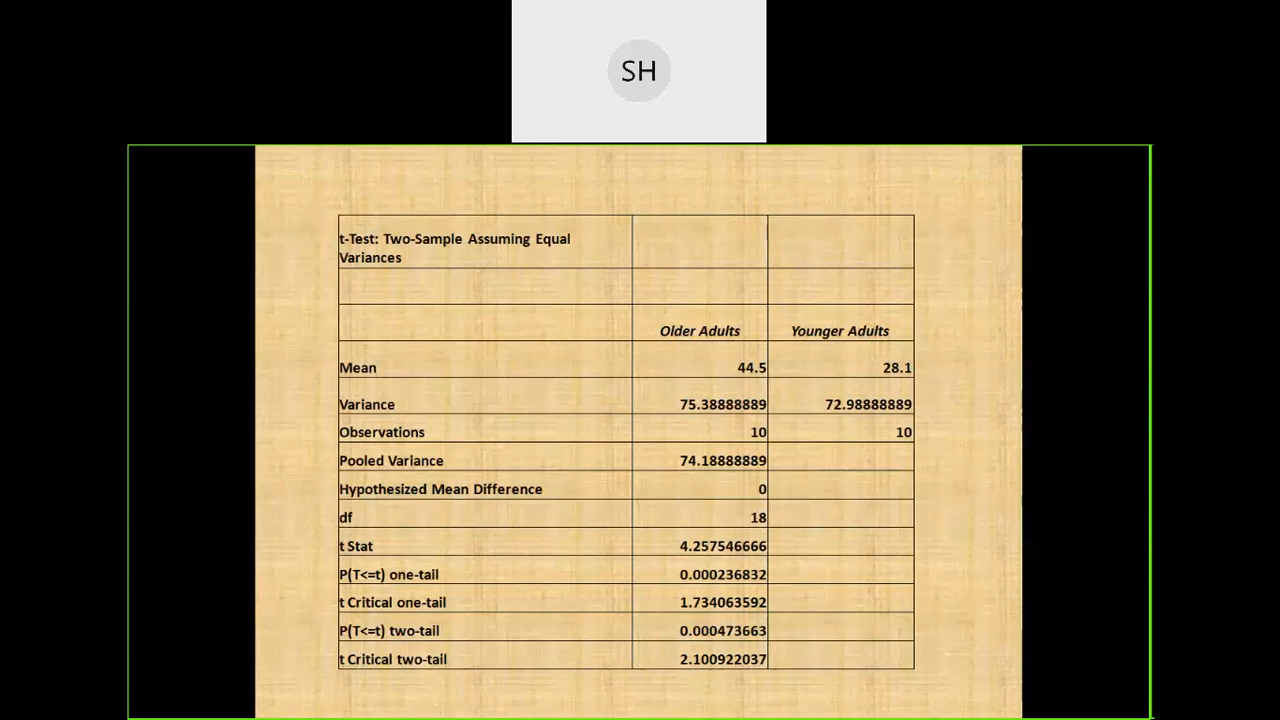 SH
t-Test: Two-Sample Assuming Equal
Variances
Older Adults Younger Adults
Mean 44.5 28.1
Variance 75.38888889 72.98888889
Observations 10 10
Pooled Variance 74.18888889
Hypothesized Mean Difference 0
df 18
t Stat 4.257546666
P(T<=t) one-tail 0.000236832
t Critical one-tail 1.734063592
P(T<=t) two-tail 0.000473663
t Critical two-tail 2.100922037